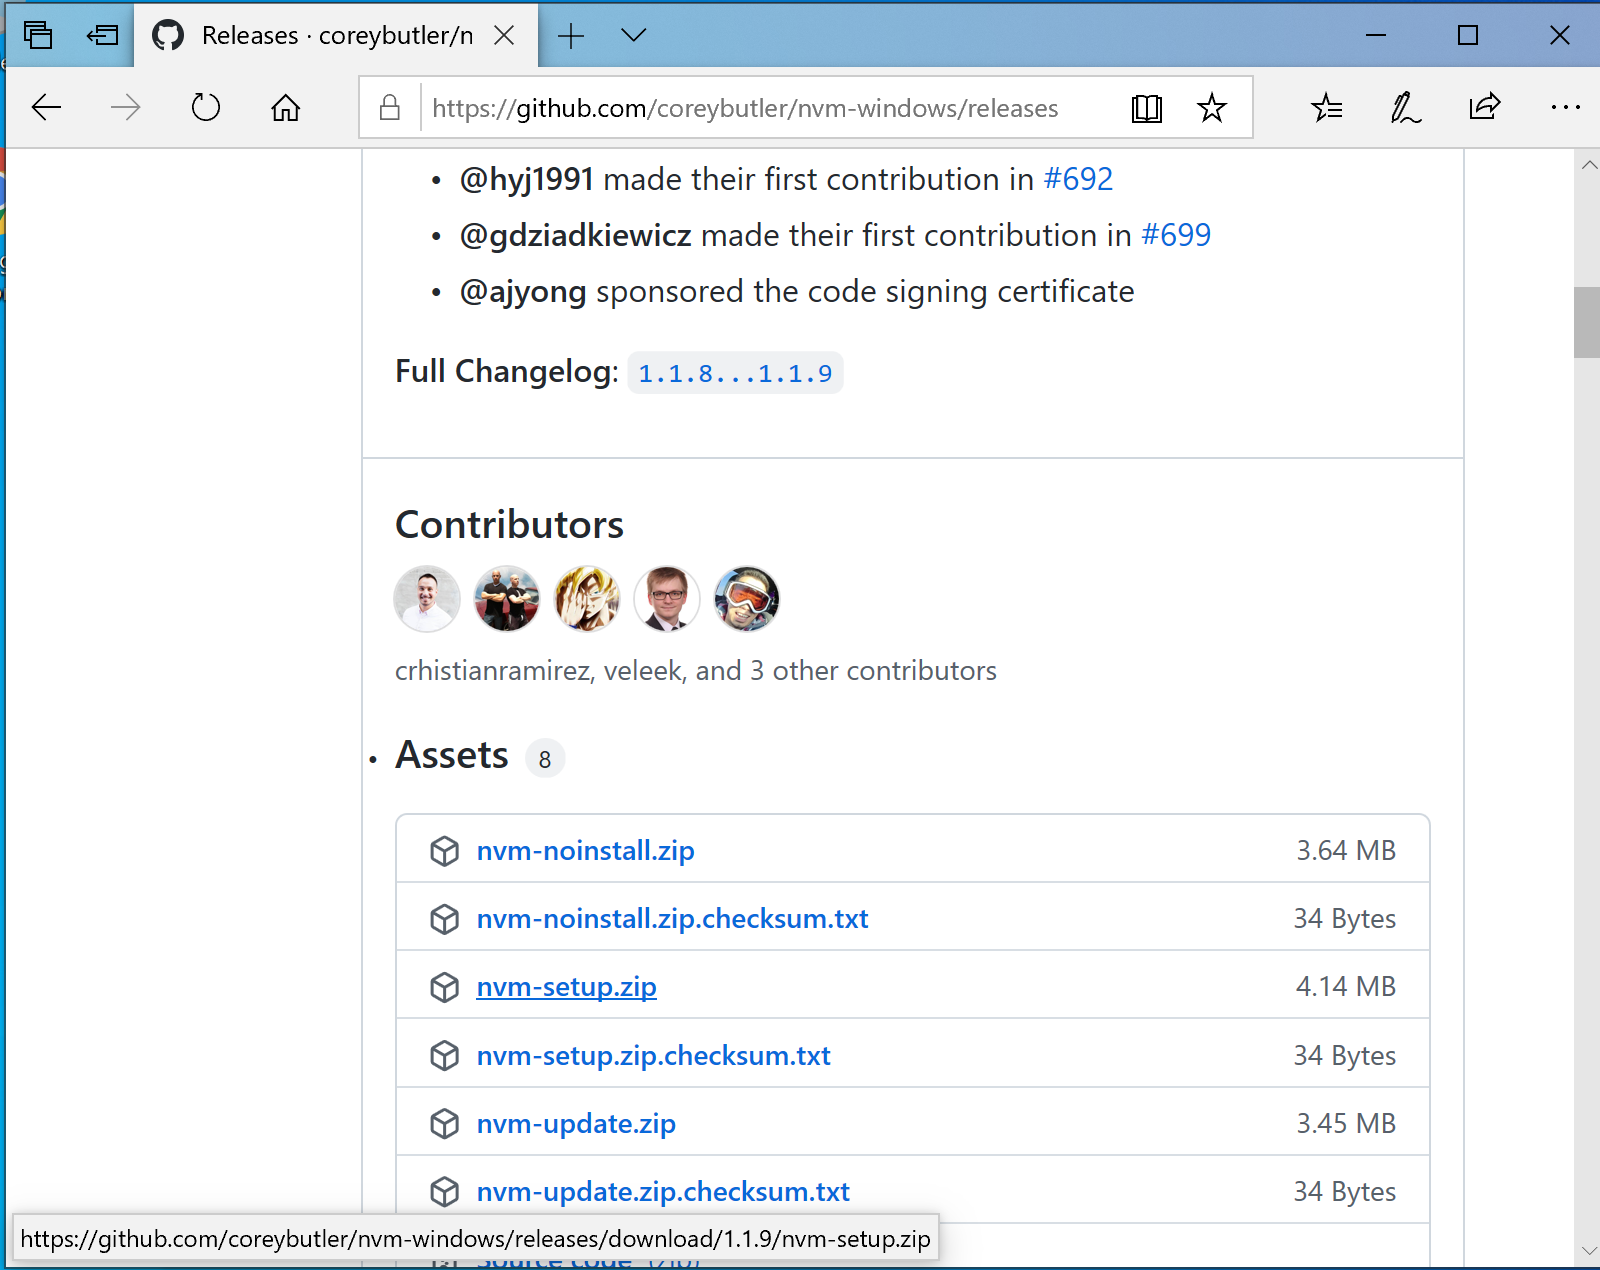 Releases · coreybutler/n
https://github.com/coreybutler/nvm-windows/releases
• @hyj1991 made their first contribution in #692
• @gdziadkiewicz made their first contribution in #699
• @ajyong sponsored the code signing certificate
Full Changelog: 1.1.8...1.1.9
Contributors
crhistianramirez, veleek, and 3 other contributors
• Assets 8
nvm-noinstall.zip 3.64 MB
nvm-noinstall.zip.checksum.txt 34 Bytes
nvm-setup.zip 4.14 MB
nvm-setup.zip.checksum.txt 34 Bytes
nvm-update.zip 3.45 MB
nvm-update.zip.checksum.txt 34 Bytes
https://github.com/coreybutler/nvm-windows/releases/download/1.1.9/nvm-setup.zip
Source code (zip)